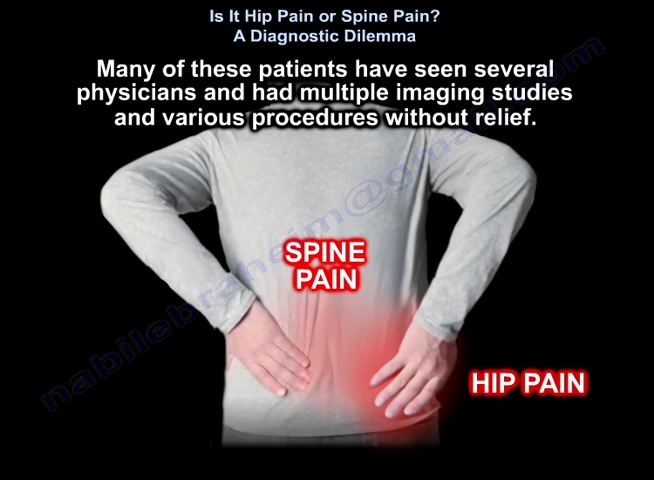 Is It Hip Pain or Spine Pain?
A Diagnostic Dilemma
Many of these patients have seen several
physicians and had multiple imaging studies
and various procedures without relief.
SPINE
PAIN
HIP PAIN